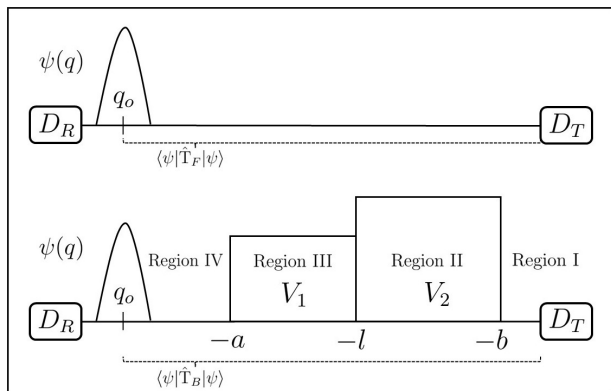 ψ(q)
q_o
D_R D_T
⟨ψ|T̂_F|ψ⟩
ψ(q) Region IV Region III Region II Region I
q_o V_1 V_2
D_R D_T
−a −l −b
⟨ψ|T̂_B|ψ⟩